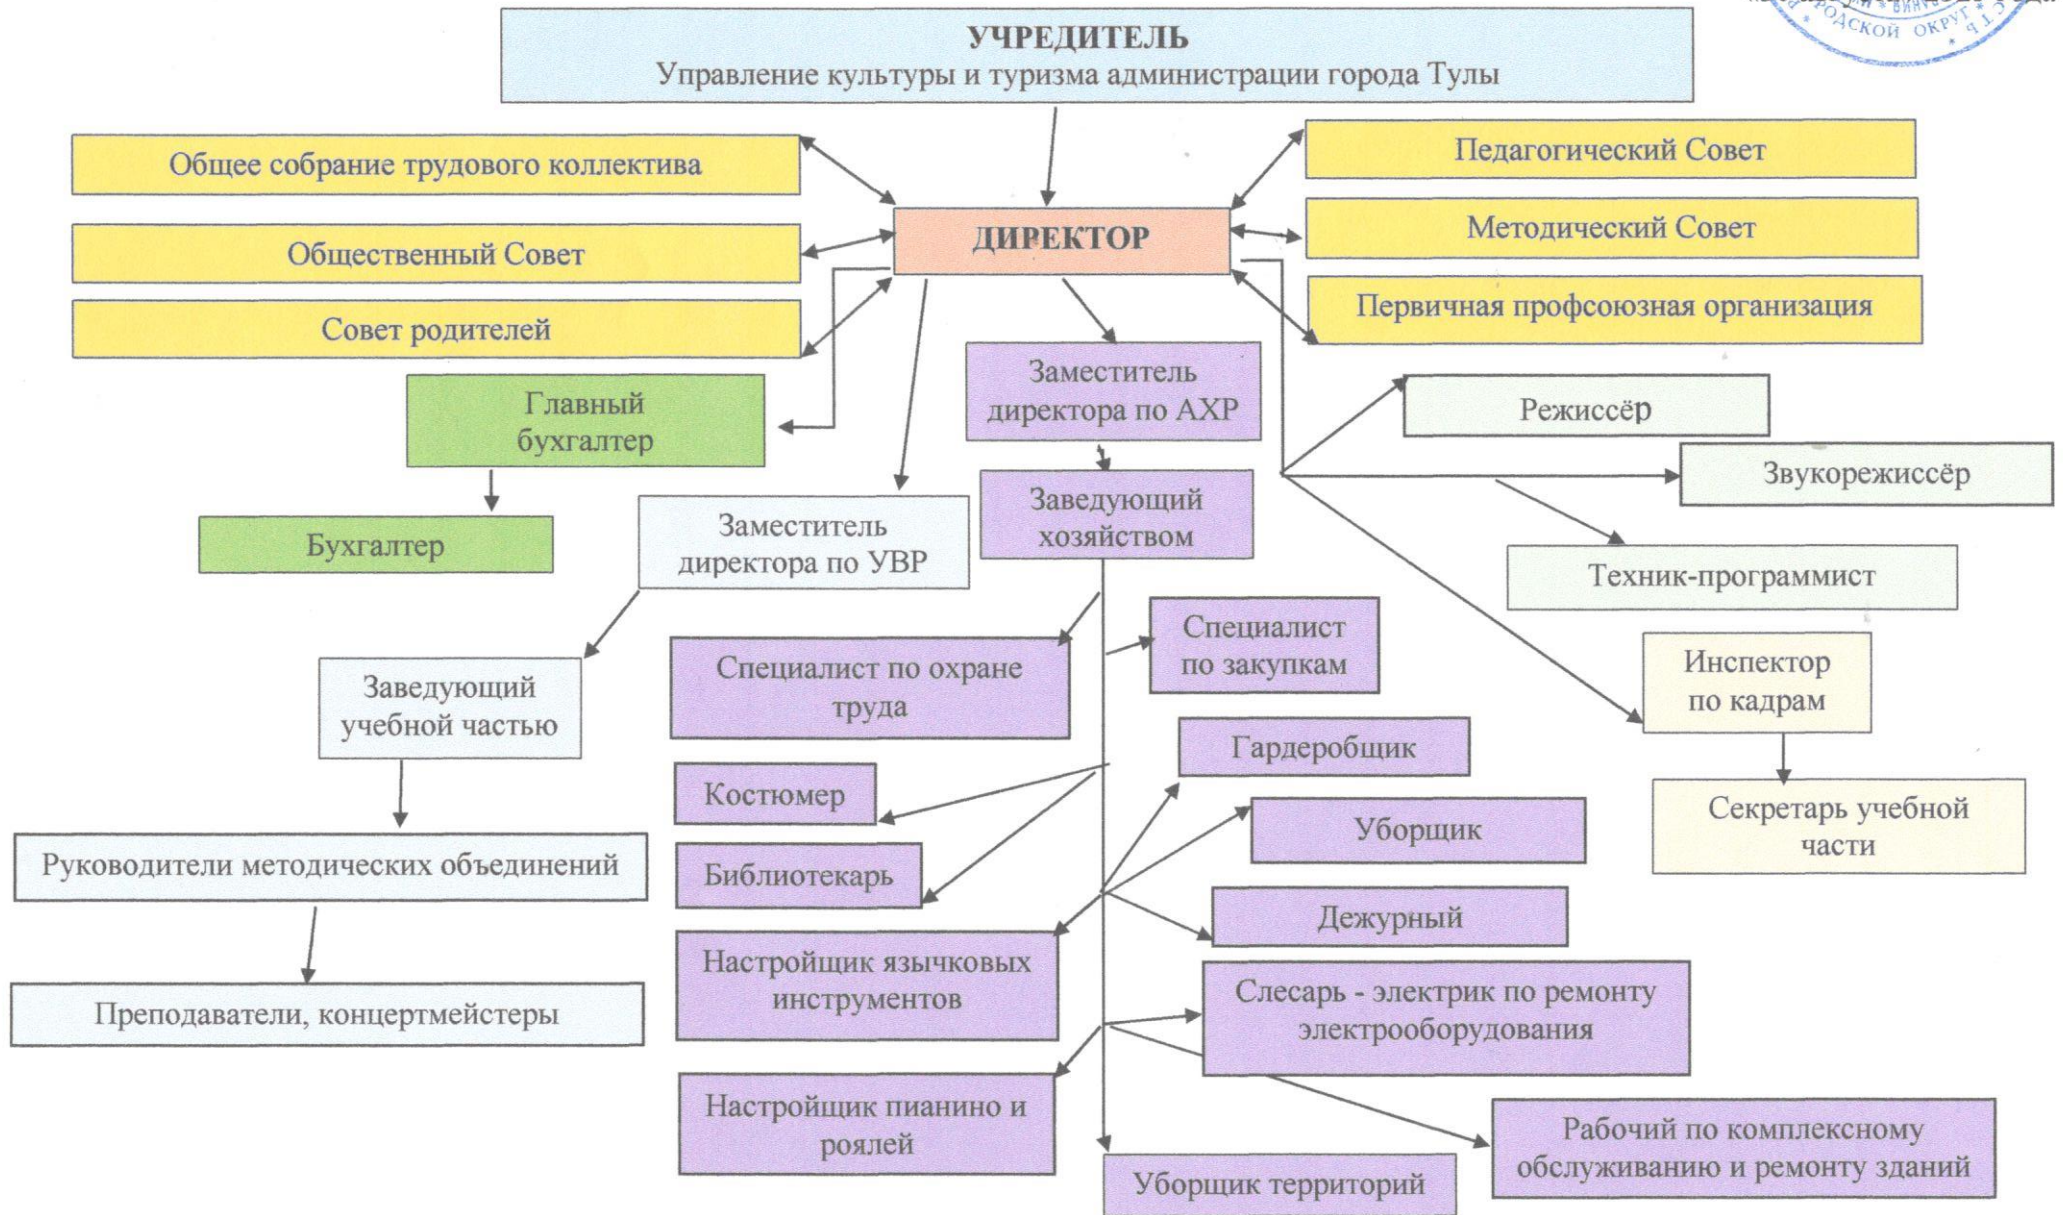 УЧРЕДИТЕЛЬ
Управление культуры и туризма администрации города Тулы
РОДСКОЙ ОКРУГ
Общее собрание трудового коллектива
Педагогический Совет
ДИРЕКТОР
Методический Совет
Общественный Совет
Первичная профсоюзная организация
Совет родителей
Заместитель
директора по АХР
Главный
бухгалтер
Режиссёр
Звукорежиссёр
Заведующий
хозяйством
Бухгалтер
Заместитель
директора по УВР
Техник-программист
Специалист
по закупкам
Специалист по охране
труда
Инспектор
по кадрам
Заведующий
учебной частью
Гардеробщик
Костюмер
Секретарь учебной
части
Уборщик
Руководители методических объединений
Библиотекарь
Дежурный
Настройщик язычковых
инструментов
Слесарь - электрик по ремонту
электрооборудования
Преподаватели, концертмейстеры
Настройщик пианино и
роялей
Рабочий по комплексному
обслуживанию и ремонту зданий
Уборщик территорий